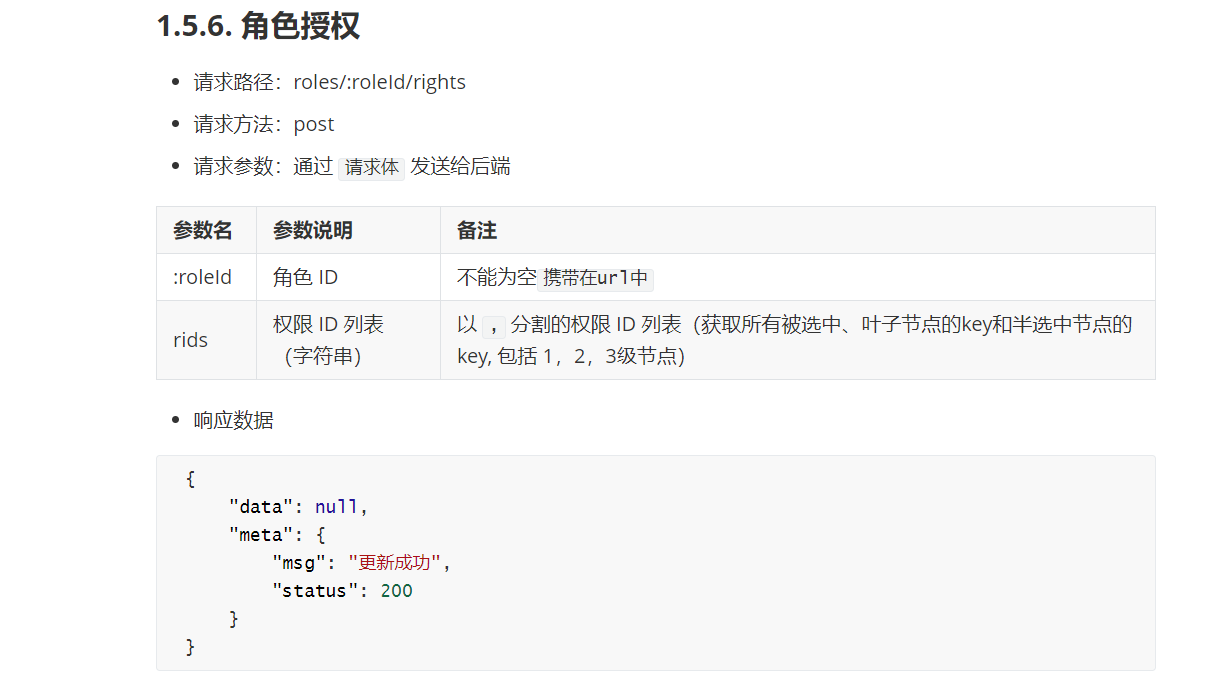 1.5.6. 角色授权
请求路径：roles/:roleId/rights
请求方法：post
请求参数：通过 请求体 发送给后端
参数名 参数说明 备注
:roleId 角色 ID 不能为空 携带在url中
rids 权限 ID 列表（字符串） 以 , 分割的权限 ID 列表（获取所有被选中、叶子节点的key和半选中节点的
key, 包括 1，2，3级节点）
响应数据
{
"data": null,
"meta": {
"msg": "更新成功",
"status": 200
}
}